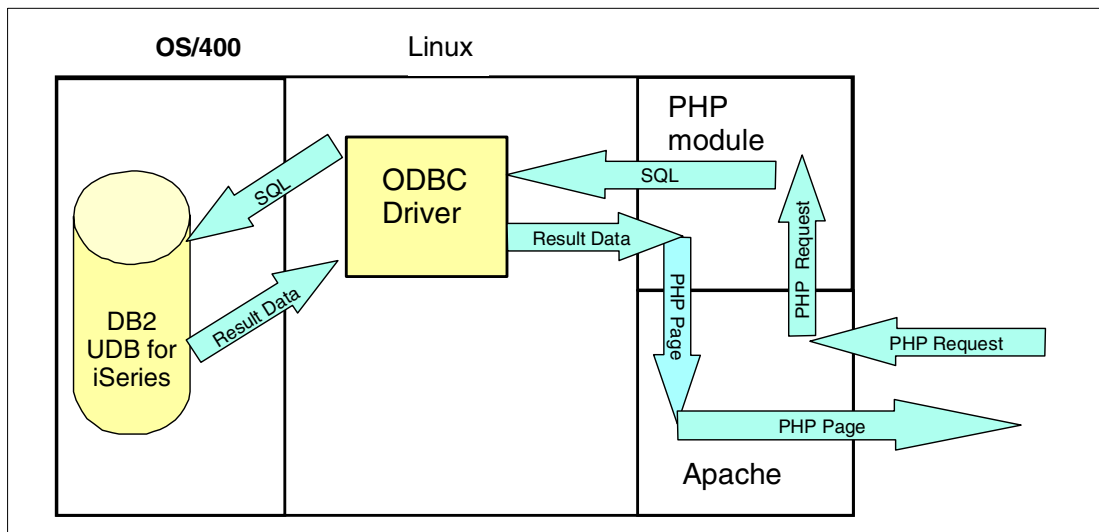 OS/400
Linux
PHP
module
ODBC
Driver
SQL
SQL
Result Data
PHP Page
PHP Request
PHP Request
DB2
UDB for
iSeries
Result Data
PHP Page
Apache